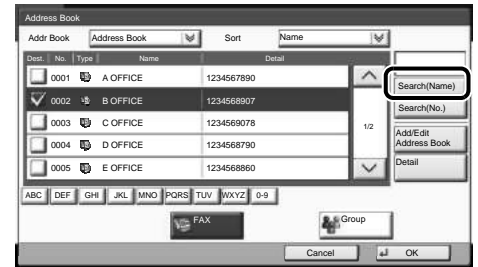 Address Book
Addr Book Address Book Sort Name
Dest. No. Type Name Detail
0001 A OFFICE 1234567890
0002 B OFFICE 1234568907
0003 C OFFICE 1234569078
0004 D OFFICE 1234568790
0005 E OFFICE 1234568860
1/2
Search(Name)
Search(No.)
Add/Edit
Address Book
Detail
ABC DEF GHI JKL MNO PQRS TUV WXYZ 0-9
FAX Group
Cancel OK